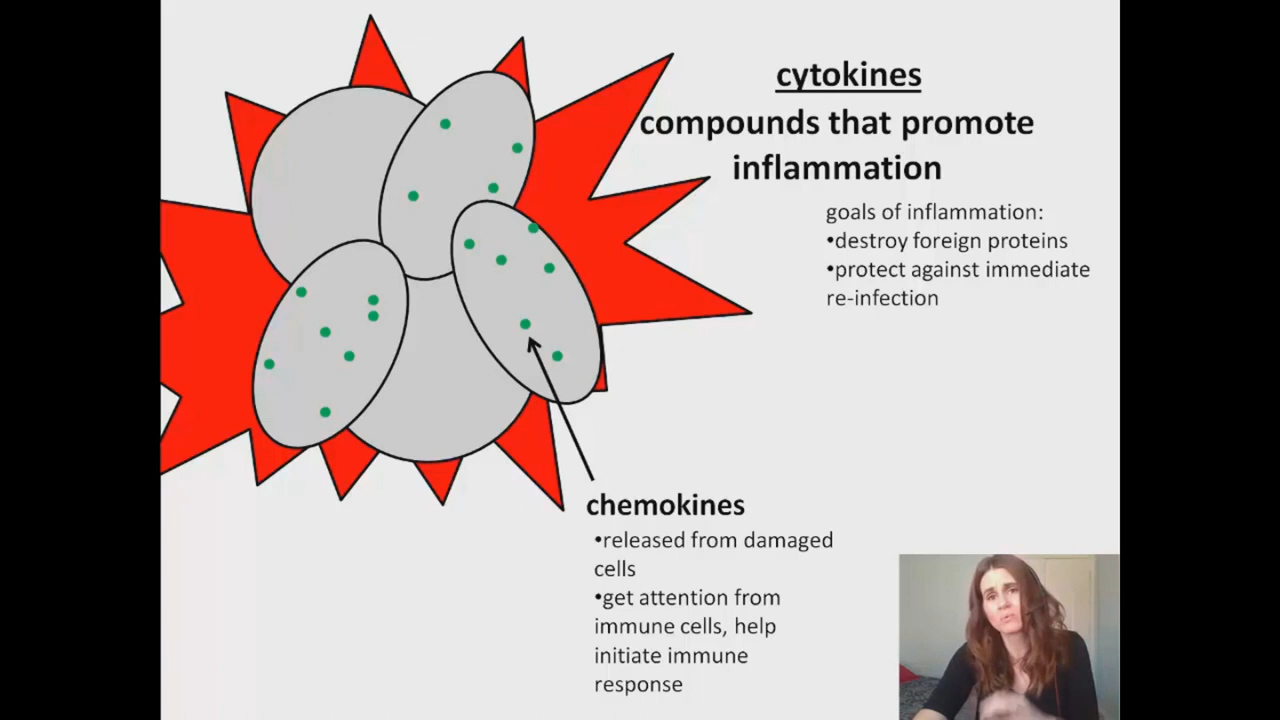 cytokines
compounds that promote
inflammation
goals of inflammation:
•destroy foreign proteins
•protect against immediate
re-infection
chemokines
•released from damaged
cells
•get attention from
immune cells, help
initiate immune
response